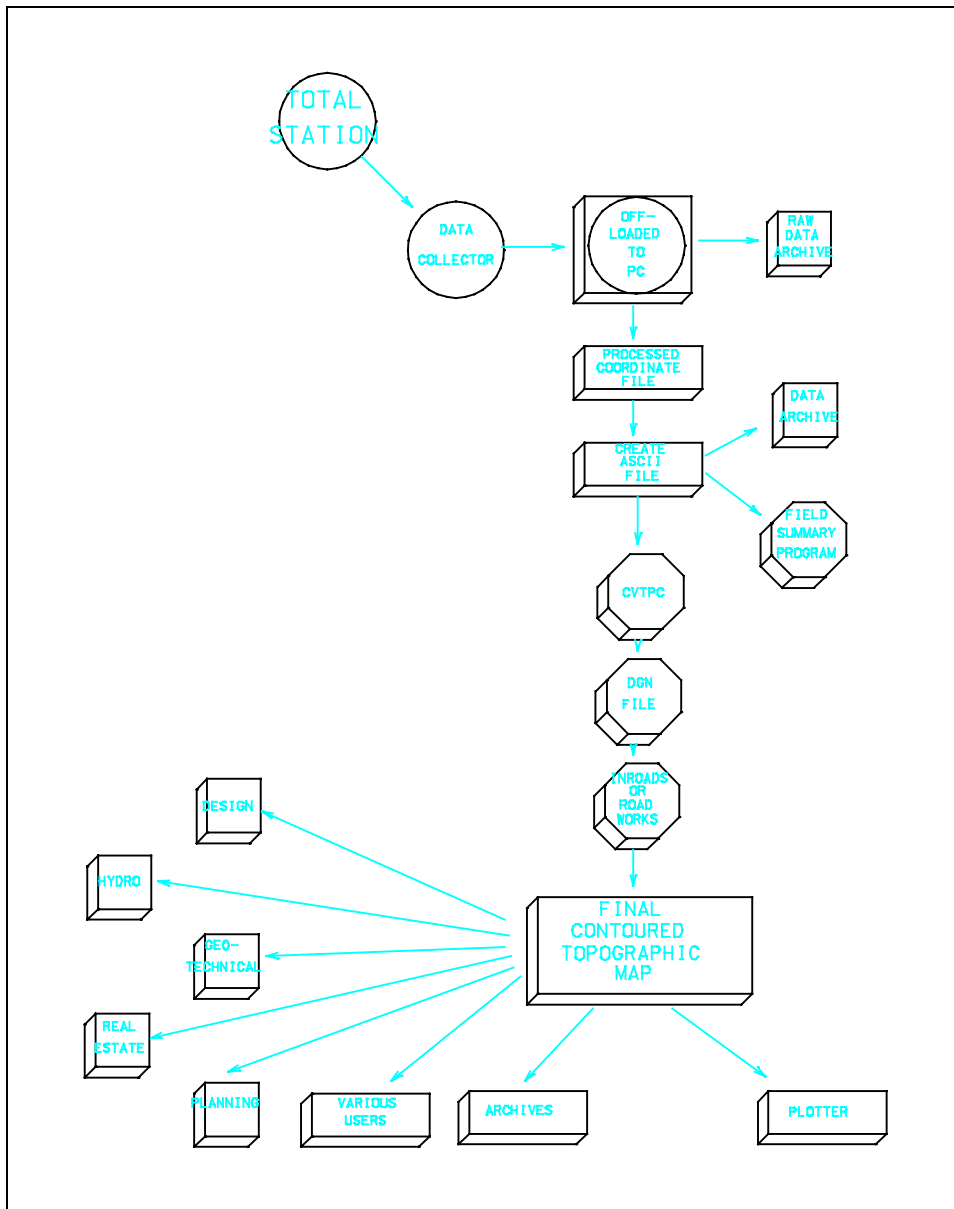 TOTAL
STATION
DATA
COLLECTOR
OFF-
LOADED
TO
PC
RAW
DATA
ARCHIVE
PROCESSED
COORDINATE
FILE
CREATE
ASCII
FILE
DATA
ARCHIVE
FIELD
SUMMARY
PROGRAM
CVTPC
DGN
FILE
INROADS
OR
ROAD
WORKS
FINAL
CONTOURED
TOPOGRAPHIC
MAP
DESIGN
HYDRO
GEO-
TECHNICAL
REAL
ESTATE
PLANNING
VARIOUS
USERS
ARCHIVES
PLOTTER